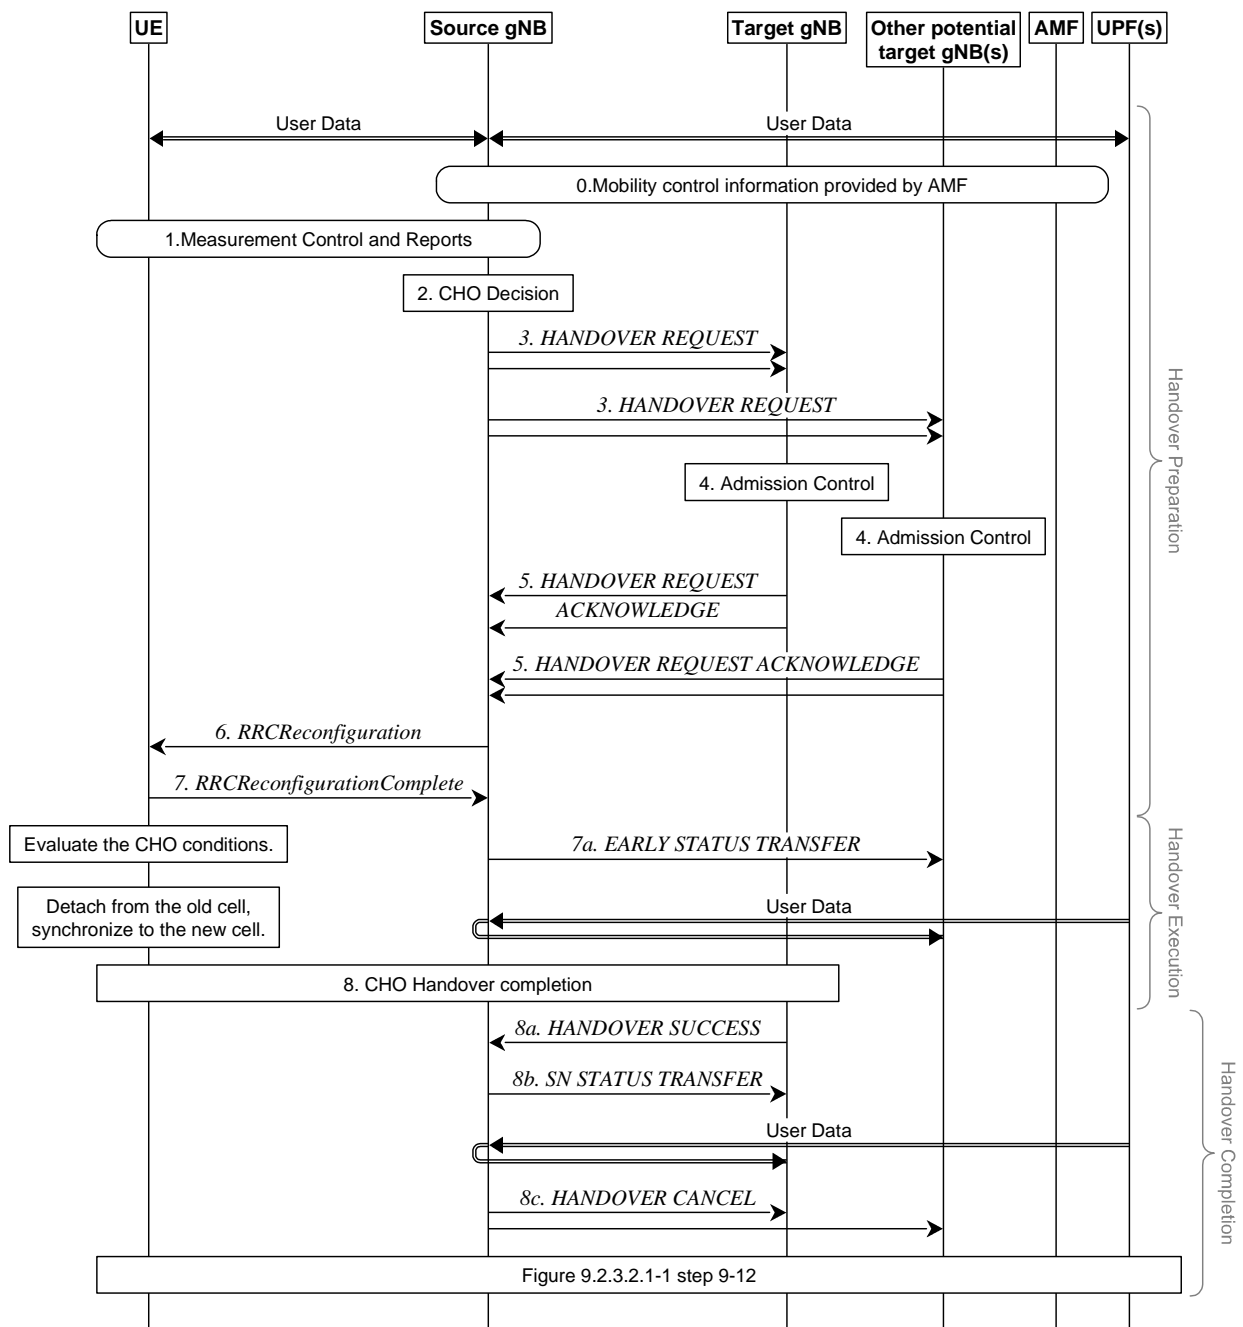 UE
Source gNB
Target gNB
Other potential
target gNB(s)
AMF
UPF(s)
User Data
User Data
0.Mobility control information provided by AMF
1.Measurement Control and Reports
2. CHO Decision
3. HANDOVER REQUEST
3. HANDOVER REQUEST
4. Admission Control
4. Admission Control
5. HANDOVER REQUEST
ACKNOWLEDGE
5. HANDOVER REQUEST ACKNOWLEDGE
6. RRCReconfiguration
7. RRCReconfigurationComplete
Handover Preparation
Evaluate the CHO conditions.
7a. EARLY STATUS TRANSFER
Detach from the old cell,
synchronize to the new cell.
User Data
8. CHO Handover completion
Handover Execution
8a. HANDOVER SUCCESS
8b. SN STATUS TRANSFER
User Data
8c. HANDOVER CANCEL
Figure 9.2.3.2.1-1 step 9-12
Handover Completion